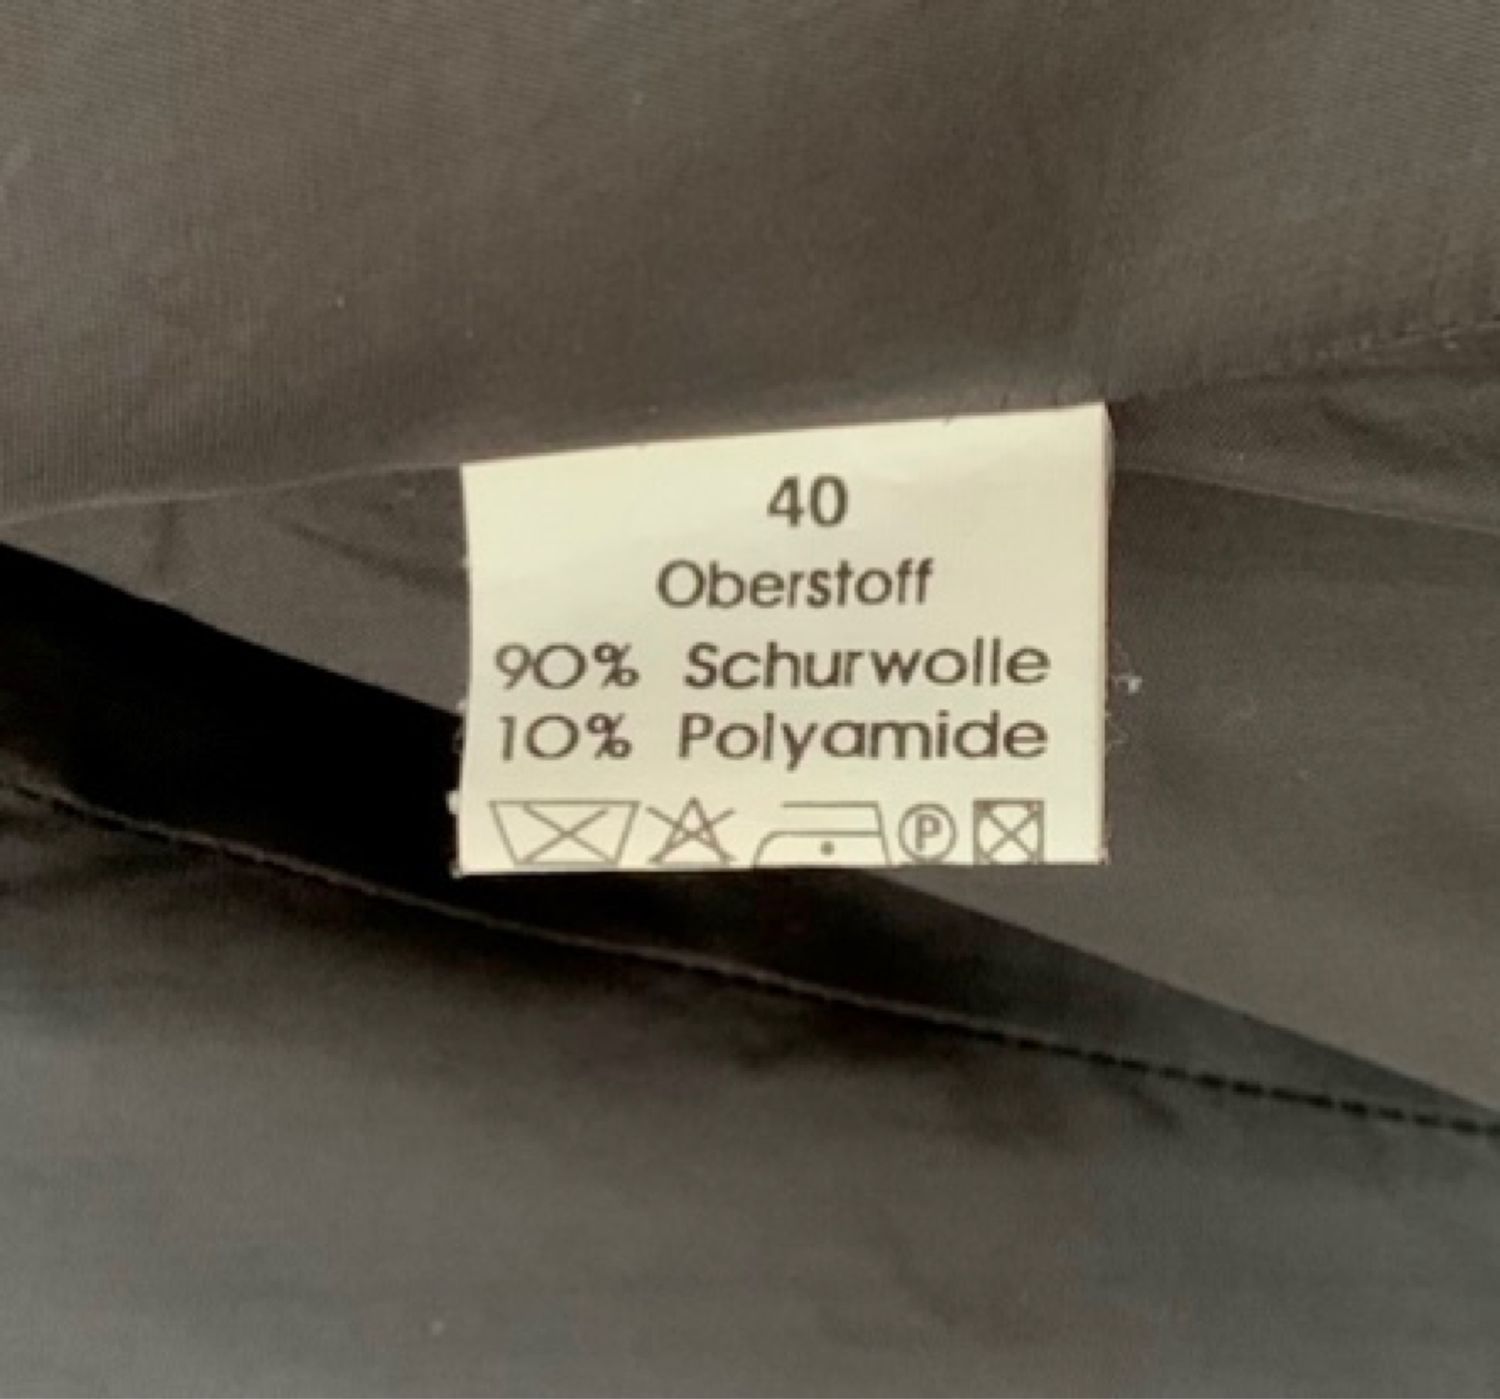 40
Oberstoff
90% Schurwolle
10% Polyamide
P